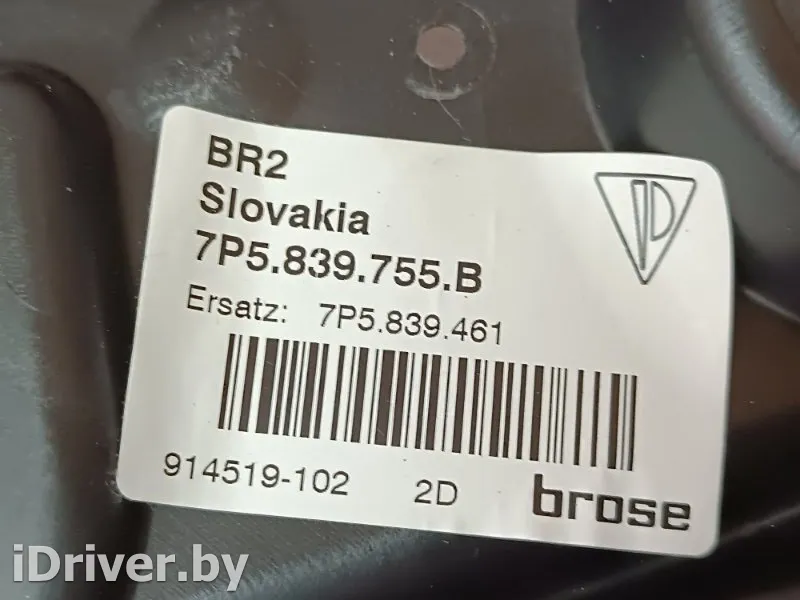 BR2
Slovakia
7P5.839.755.B
Ersatz: 7P5.839.461
914519-102 2D brose
iDriver.by